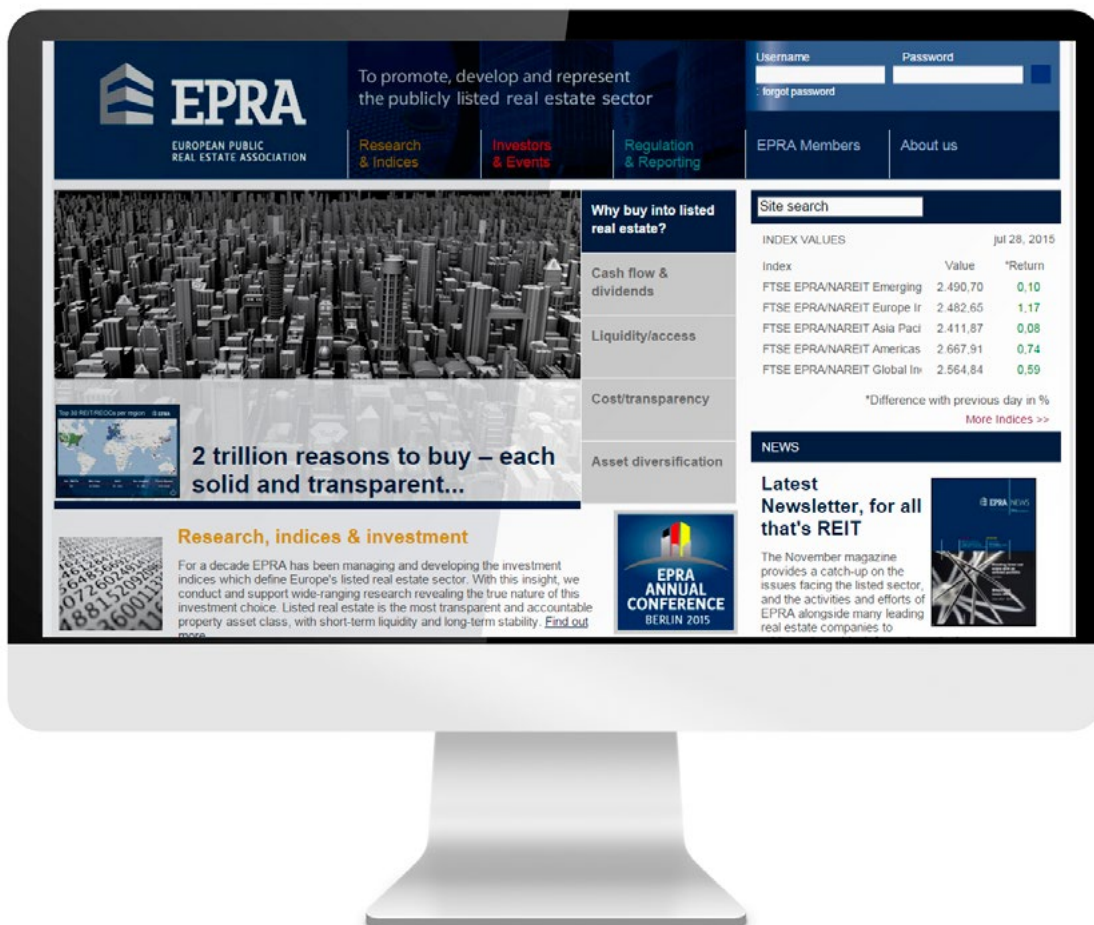 EPRA
EUROPEAN PUBLIC
REAL ESTATE ASSOCIATION
To promote, develop and represent
the publicly listed real estate sector
Research
& Indices
Investors
& Events
Regulation
& Reporting
Username
Password
: forgot password
EPRA Members
About us
Why buy into listed
real estate?
Cash flow &
dividends
Liquidity/access
Cost/transparency
Asset diversification
Top 30 REIT/REOCs per region
2 trillion reasons to buy – each
solid and transparent...
Site search
INDEX VALUES jul 28, 2015
Index Value *Return
FTSE EPRA/NAREIT Emerging 2.490,70 0,10
FTSE EPRA/NAREIT Europe Ir 2.482,65 1,17
FTSE EPRA/NAREIT Asia Paci 2.411,87 0,08
FTSE EPRA/NAREIT Americas 2.667,91 0,74
FTSE EPRA/NAREIT Global In 2.564,84 0,59
*Difference with previous day in %
More Indices >>
NEWS
Latest
Newsletter, for all
that's REIT
The November magazine
provides a catch-up on the
issues facing the listed sector,
and the activities and efforts of
EPRA alongside many leading
real estate companies to
EPRA NEWS
Research, indices & investment
For a decade EPRA has been managing and developing the investment
indices which define Europe's listed real estate sector. With this insight, we
conduct and support wide-ranging research revealing the true nature of this
investment choice. Listed real estate is the most transparent and accountable
property asset class, with short-term liquidity and long-term stability. Find out
more
EPRA
ANNUAL
CONFERENCE
BERLIN 2015